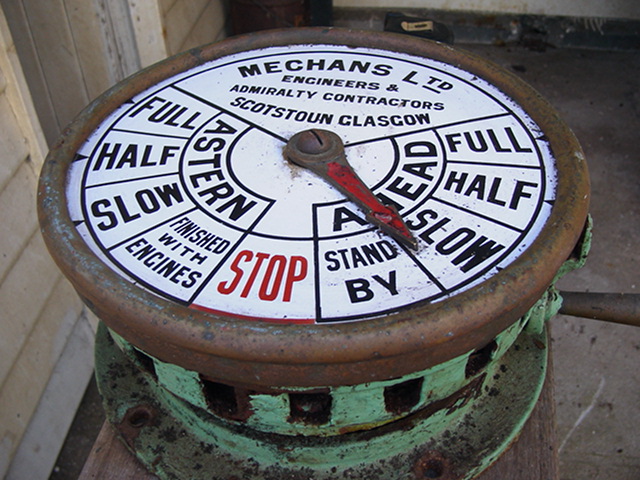 MECHANS LTD
ENGINEERS &
ADMIRALTY CONTRACTORS
SCOTSTOUN GLASGOW
FULL
HALF
SLOW
ASTERN
FINISHED
WITH
ENGINES
STOP
STAND
BY
AHEAD
SLOW
HALF
FULL